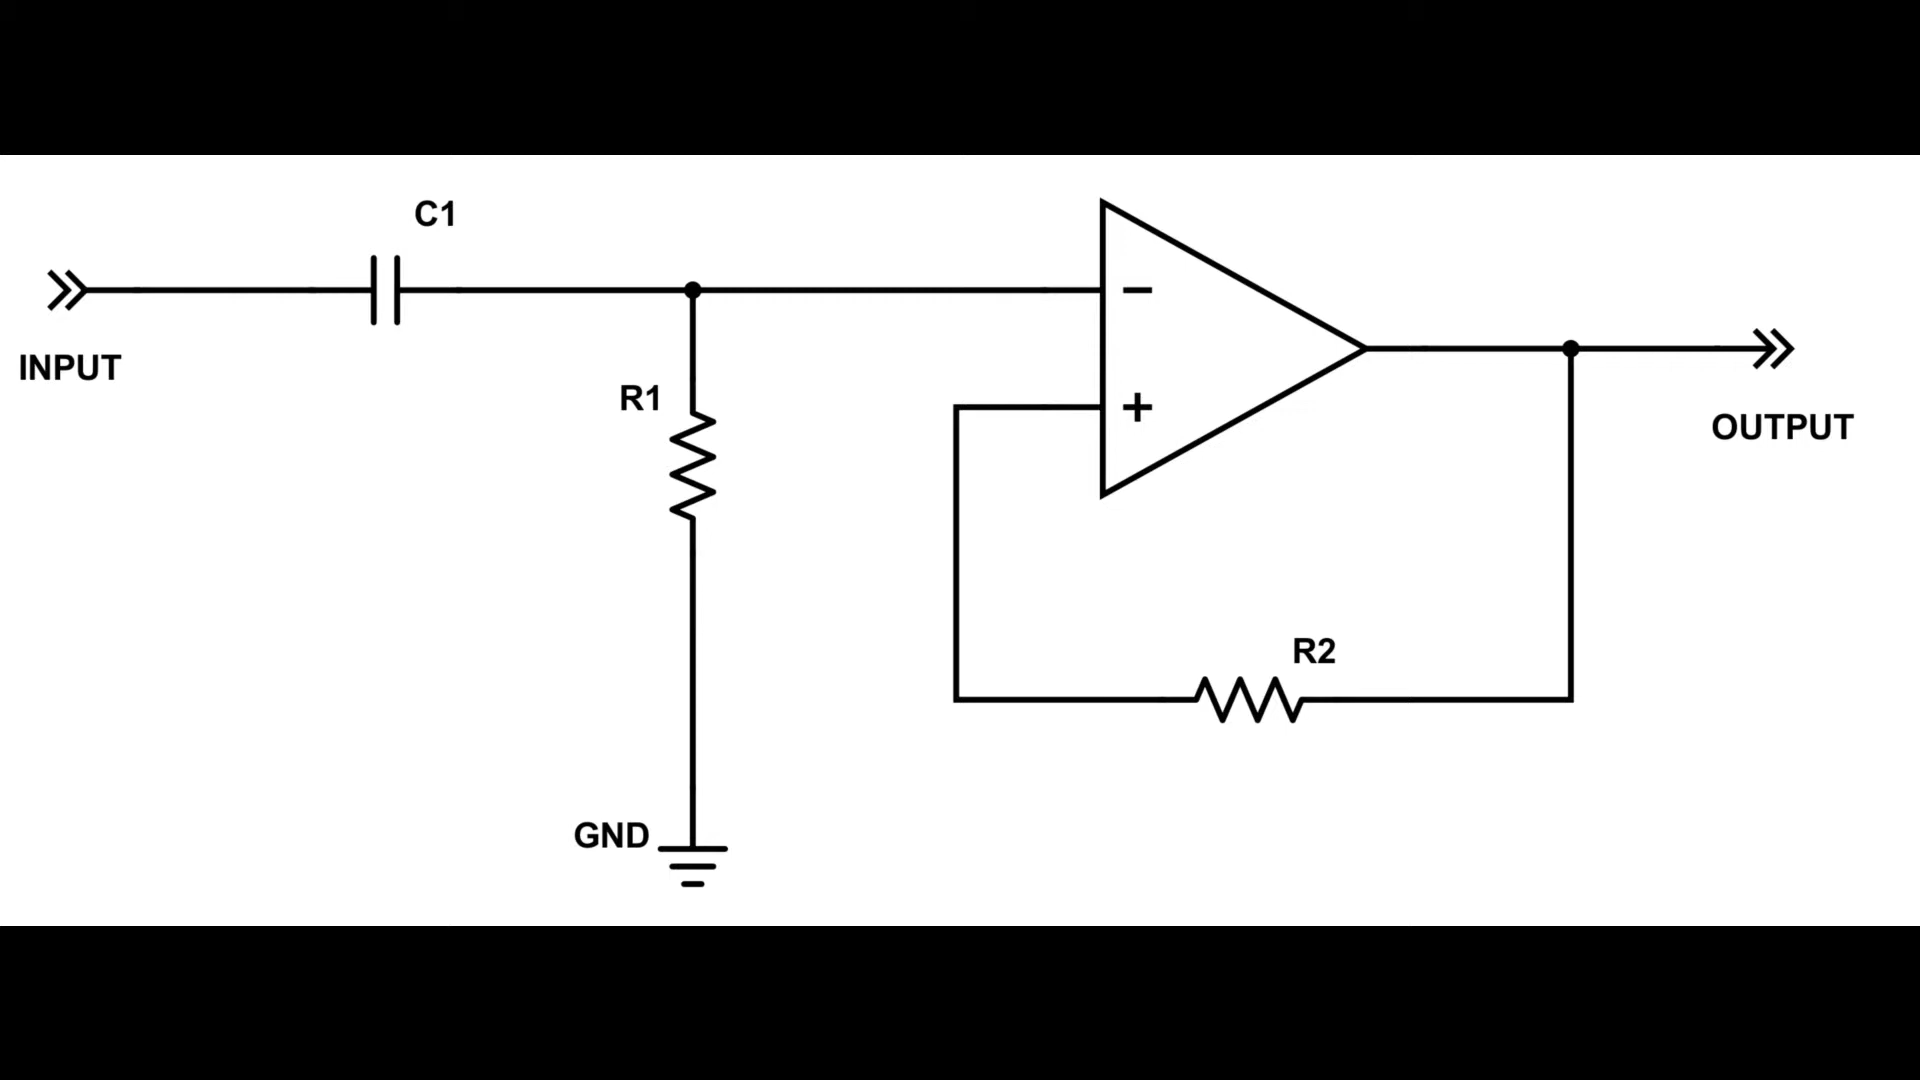 C1
INPUT
R1
−
+
OUTPUT
R2
GND